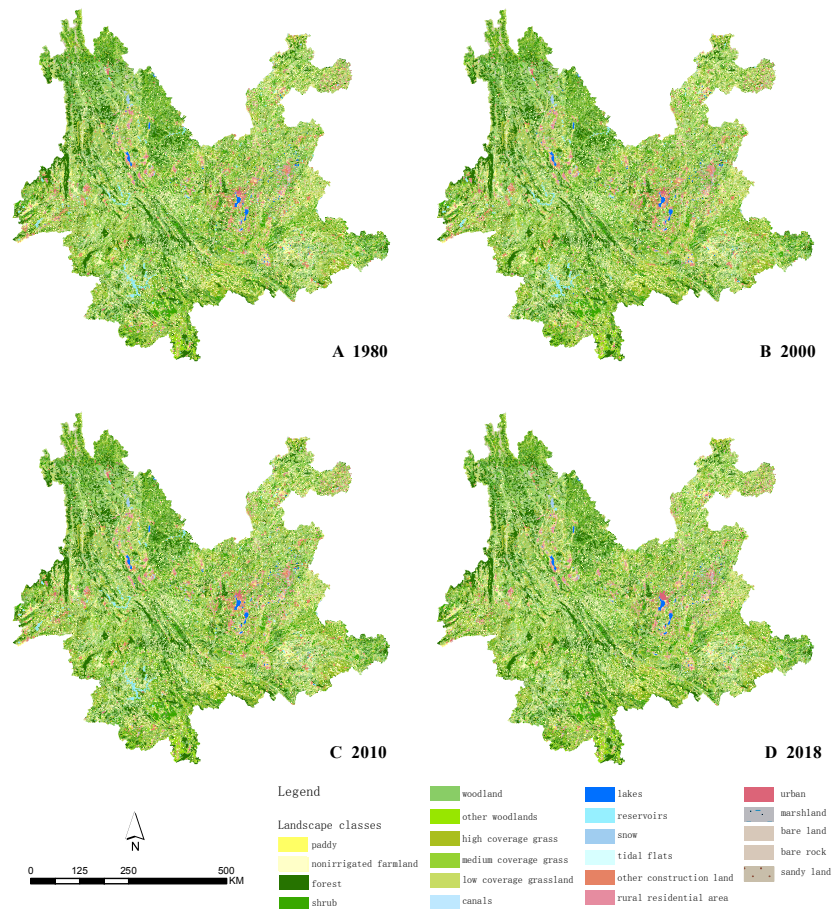 A 1980
B 2000
C 2010
D 2018
Legend
Landscape classes
paddy
nonirrigated farmland
forest
shrub
woodland
other woodlands
high coverage grass
medium coverage grass
low coverage grassland
canals
lakes
reservoirs
snow
tidal flats
other construction land
rural residential area
urban
marshland
bare land
bare rock
sandy land
N
0 125 250 500
KM